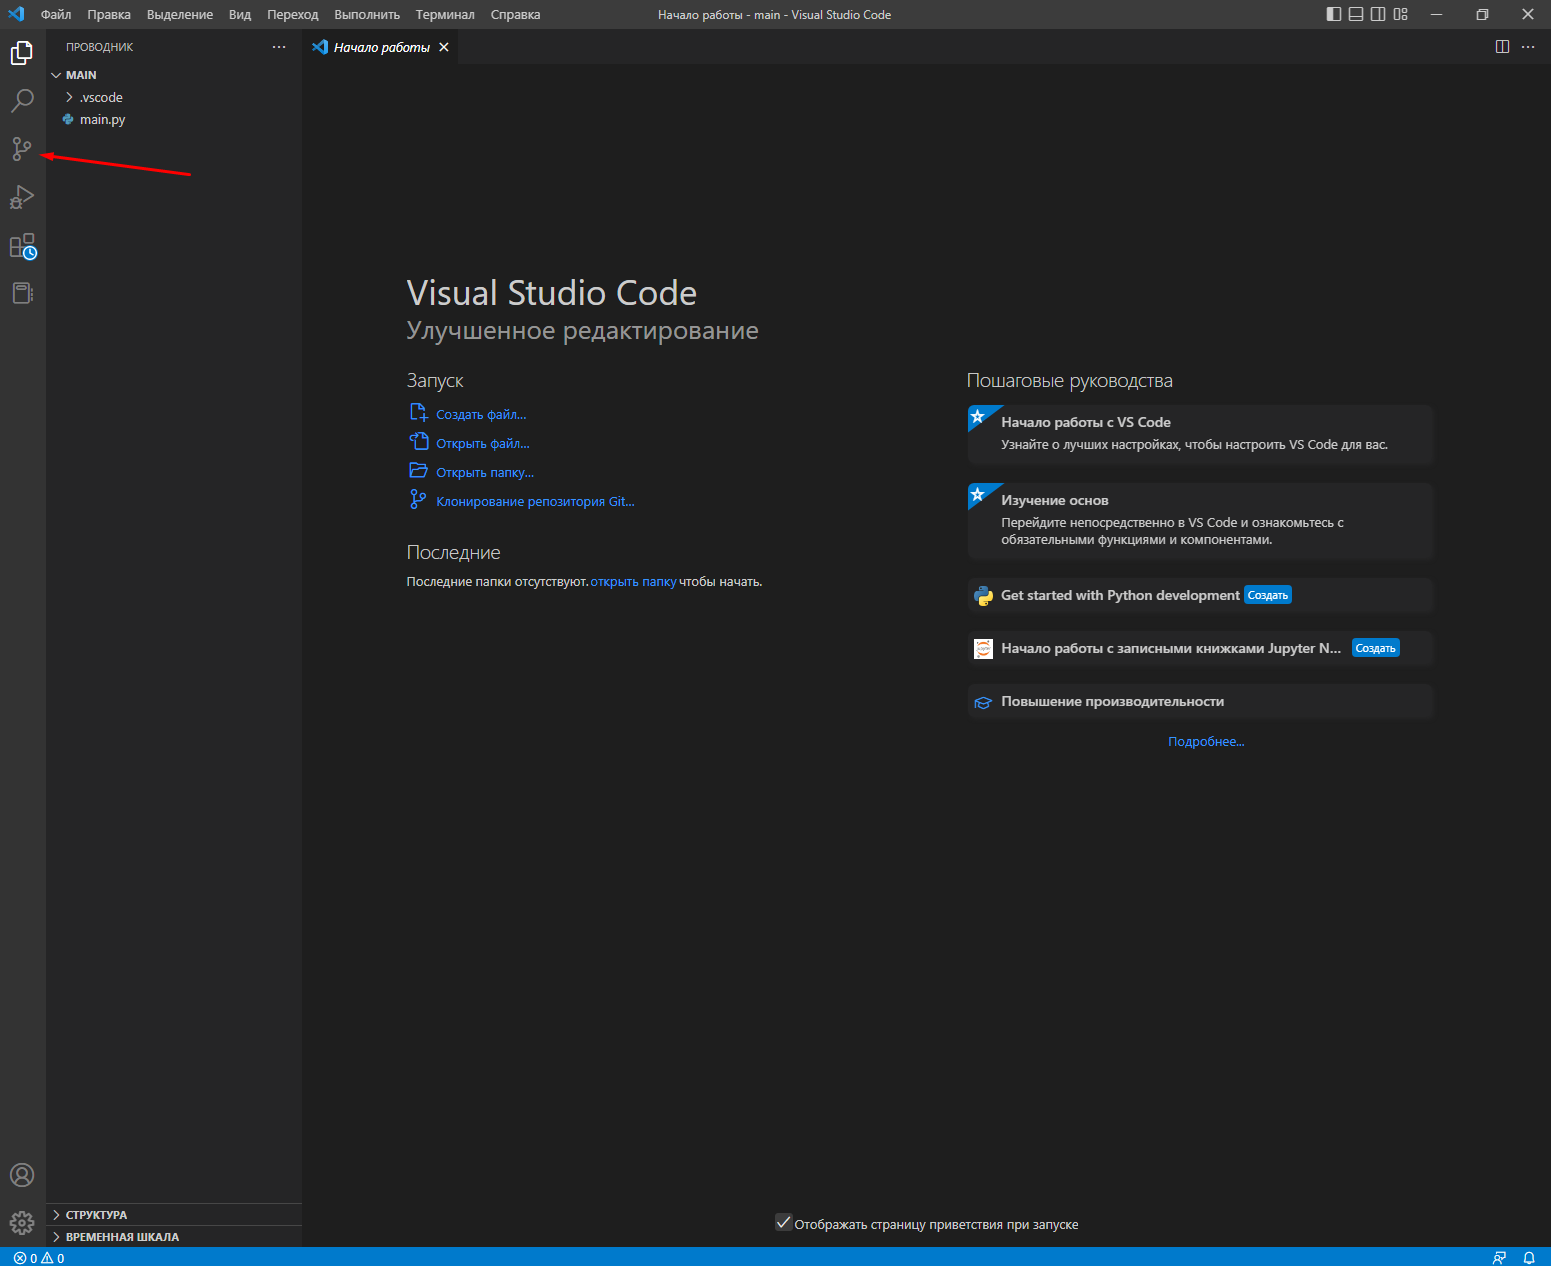 Файл Правка Выделение Вид Переход Выполнить Терминал Справка Начало работы - main - Visual Studio Code
ПРОВОДНИК
Начало работы
MAIN
.vscode
main.py
Visual Studio Code
Улучшенное редактирование
Запуск
Создать файл...
Открыть файл...
Открыть папку...
Клонирование репозитория Git...
Последние
Последние папки отсутствуют. открыть папку чтобы начать.
Пошаговые руководства
Начало работы с VS Code
Узнайте о лучших настройках, чтобы настроить VS Code для вас.
Изучение основ
Перейдите непосредственно в VS Code и ознакомьтесь с
обязательными функциями и компонентами.
Get started with Python development Создать
Начало работы с записными книжками Jupyter N... Создать
Повышение производительности
Подробнее...
Отображать страницу приветствия при запуске
СТРУКТУРА
ВРЕМЕННАЯ ШКАЛА
0 0